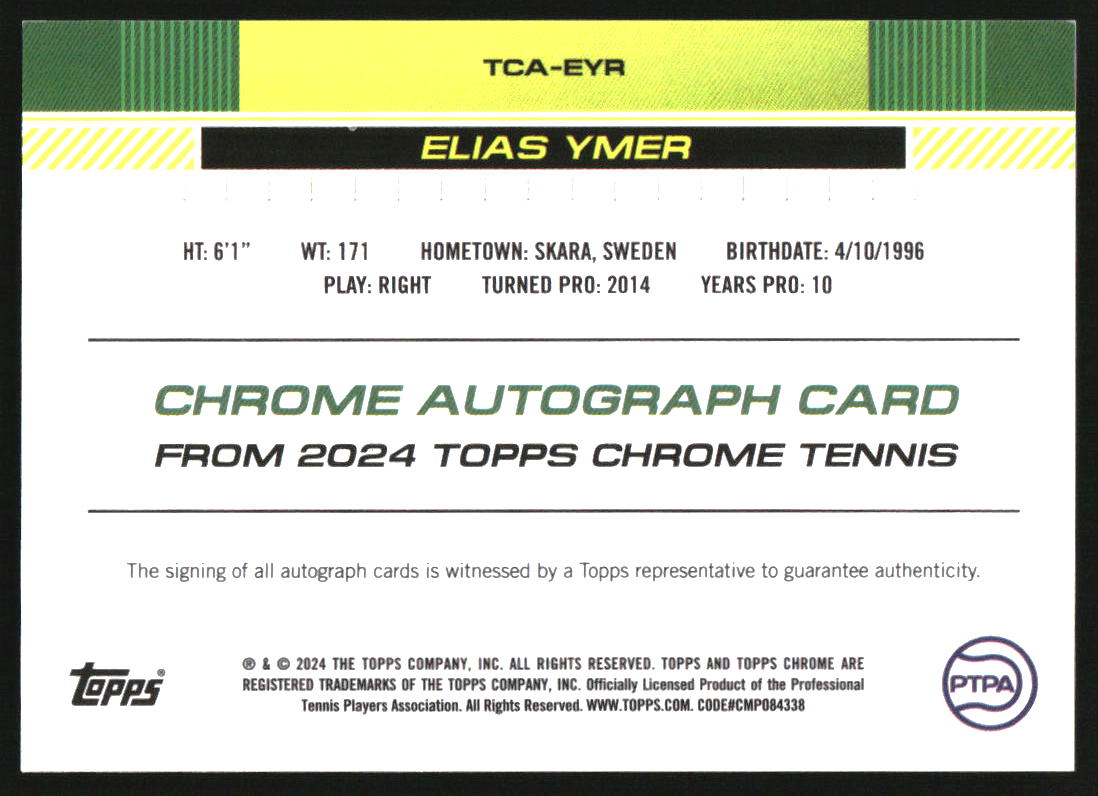 TCA-EYR
ELIAS YMER
HT: 6'1" WT: 171 HOMETOWN: SKARA, SWEDEN BIRTHDATE: 4/10/1996
PLAY: RIGHT TURNED PRO: 2014 YEARS PRO: 10
CHROME AUTOGRAPH CARD
FROM 2024 TOPPS CHROME TENNIS
The signing of all autograph cards is witnessed by a Topps representative to guarantee authenticity.
topps®
® & © 2024 THE TOPPS COMPANY, INC. ALL RIGHTS RESERVED. TOPPS AND TOPPS CHROME ARE
REGISTERED TRADEMARKS OF THE TOPPS COMPANY, INC. Officially Licensed Product of the Professional
Tennis Players Association. All Rights Reserved. WWW.TOPPS.COM. CODE#CMP084338
PTPA